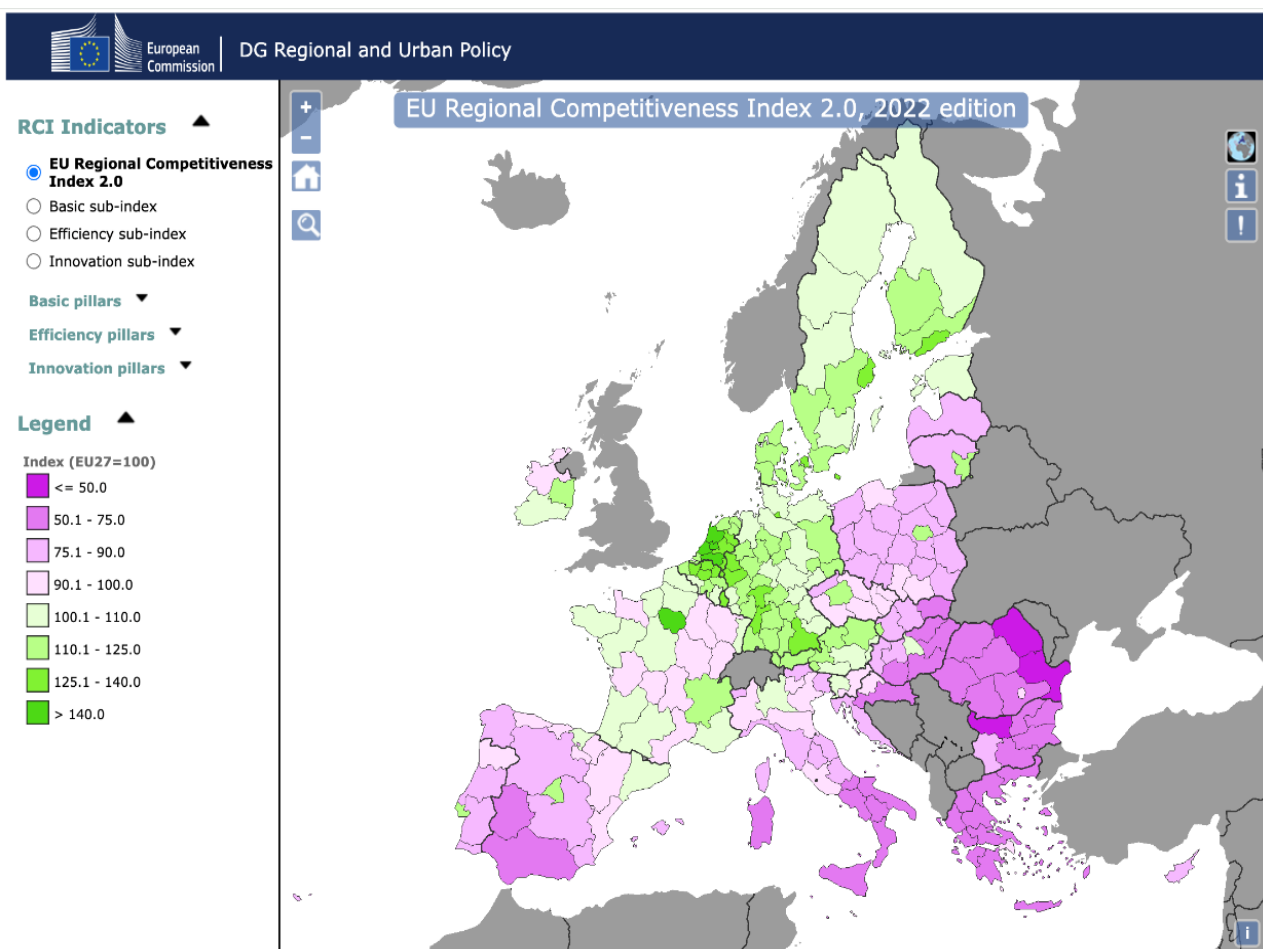 European
Commission
DG Regional and Urban Policy
RCI Indicators
EU Regional Competitiveness
Index 2.0
Basic sub-index
Efficiency sub-index
Innovation sub-index
Basic pillars
Efficiency pillars
Innovation pillars
Legend
Index (EU27=100)
<= 50.0
50.1 - 75.0
75.1 - 90.0
90.1 - 100.0
100.1 - 110.0
110.1 - 125.0
125.1 - 140.0
> 140.0
+
−
EU Regional Competitiveness Index 2.0, 2022 edition
i
!
i